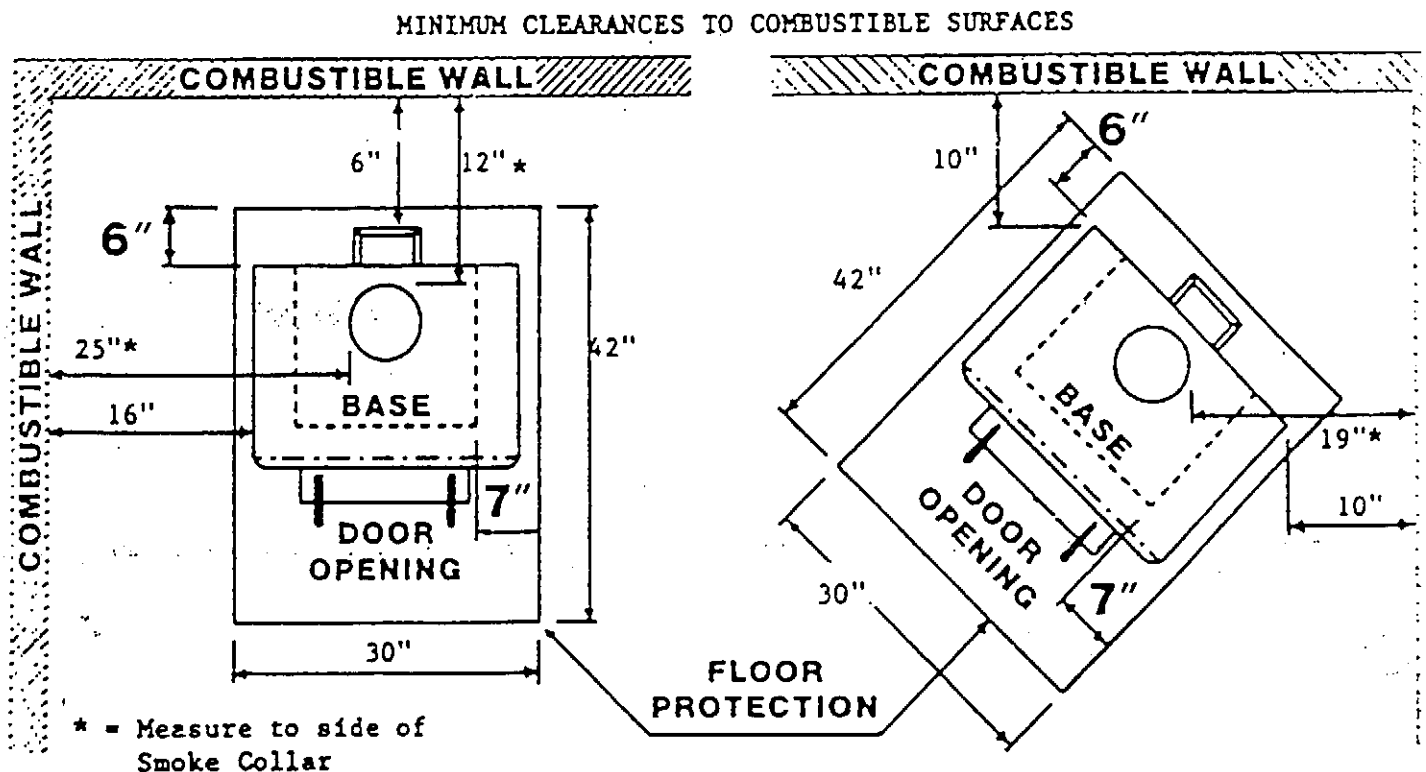 MINIMUM CLEARANCES TO COMBUSTIBLE SURFACES
COMBUSTIBLE WALL
COMBUSTIBLE WALL
6"
12" *
6"
25"*
16"
42"
BASE
7"
DOOR
OPENING
30"
* = Measure to side of
Smoke Collar
COMBUSTIBLE WALL
6"
10"
42"
BASE
19"*
10"
DOOR
OPENING
7"
30"
FLOOR
PROTECTION